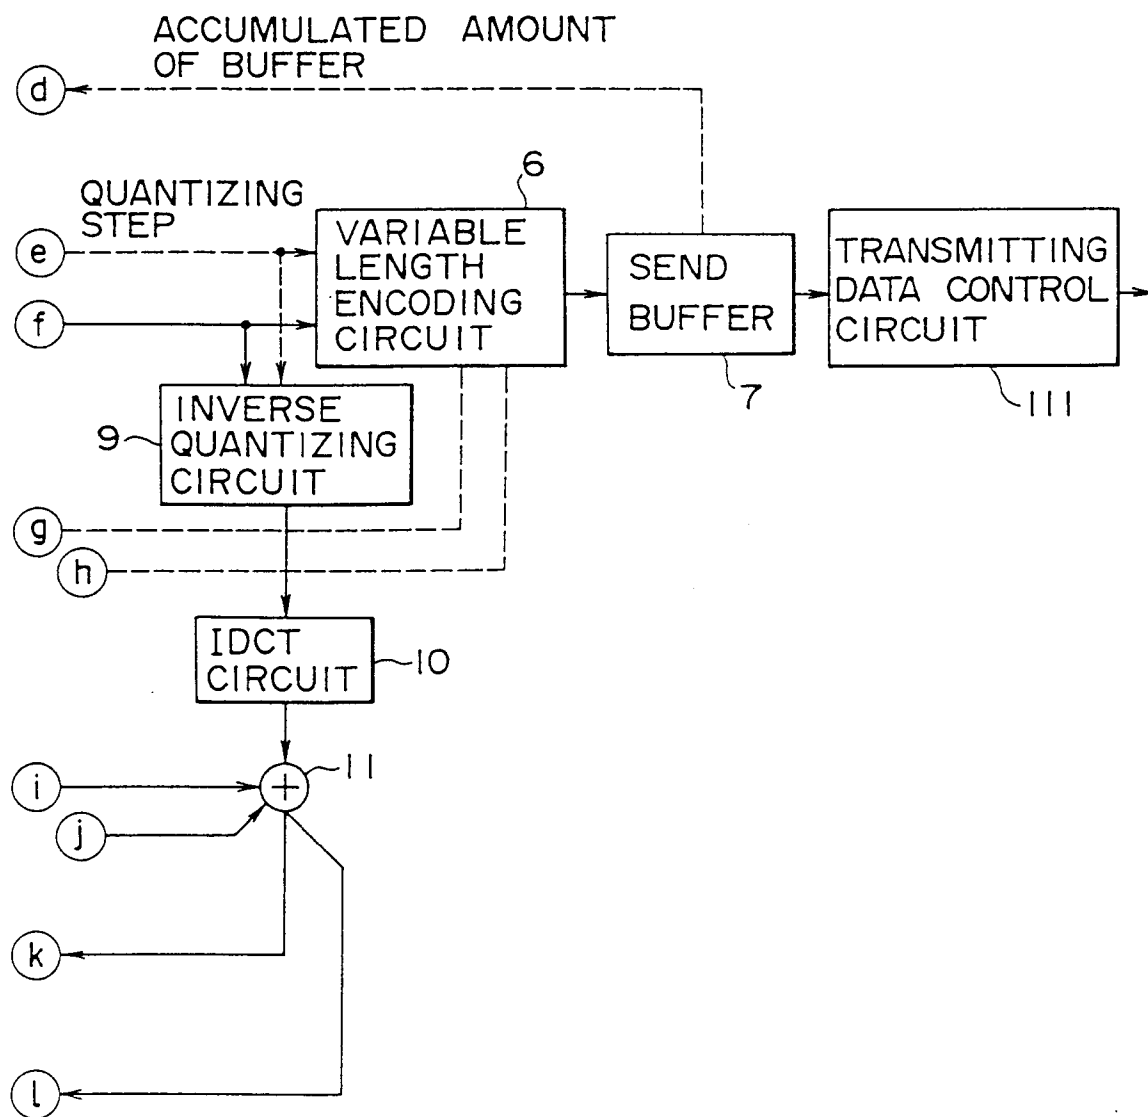 ACCUMULATED AMOUNT
OF BUFFER
d
QUANTIZING
STEP
6
e
VARIABLE
LENGTH
ENCODING
CIRCUIT
SEND
BUFFER
TRANSMITTING
DATA CONTROL
CIRCUIT
f
7
111
9
INVERSE
QUANTIZING
CIRCUIT
g
h
IDCT
CIRCUIT
10
11
i
+
j
k
l